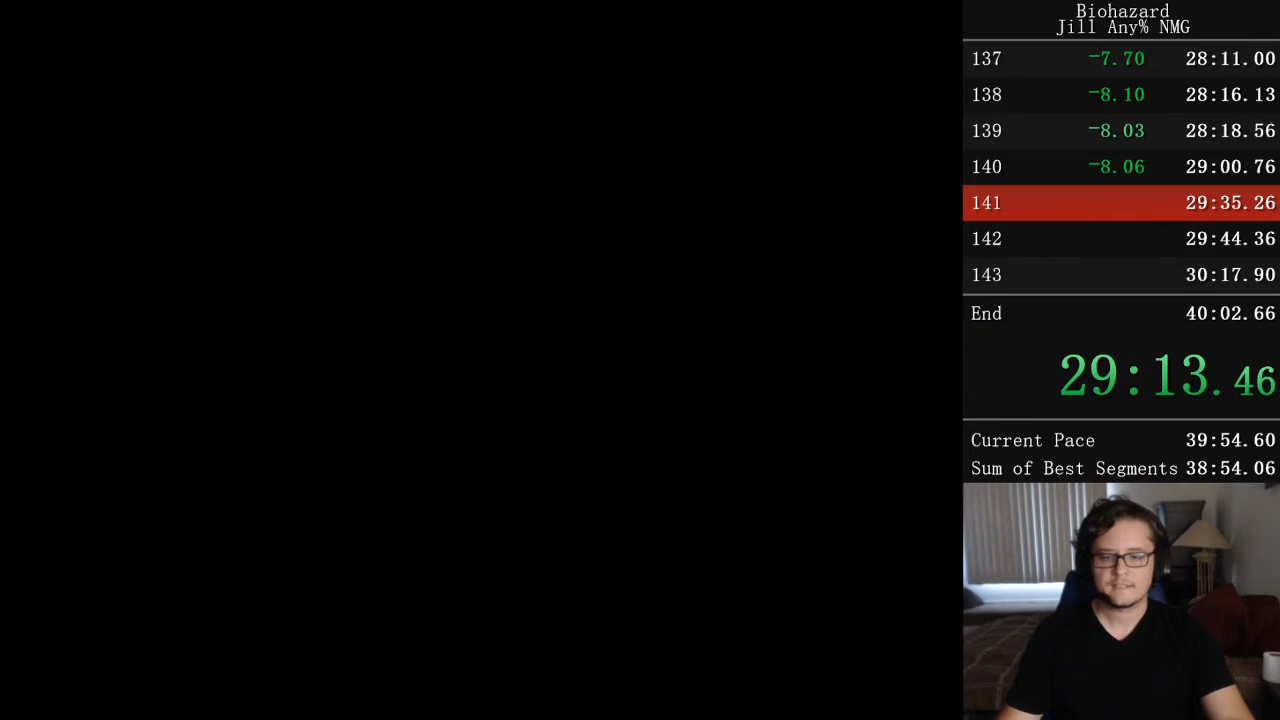 Biohazard
Jill Any% NMG
137 -7.70 28:11.00
138 -8.10 28:16.13
139 -8.03 28:18.56
140 -8.06 29:00.76
141 29:35.26
142 29:44.36
143 30:17.90
End 40:02.66
29:13.46
Current Pace 39:54.60
Sum of Best Segments 38:54.06